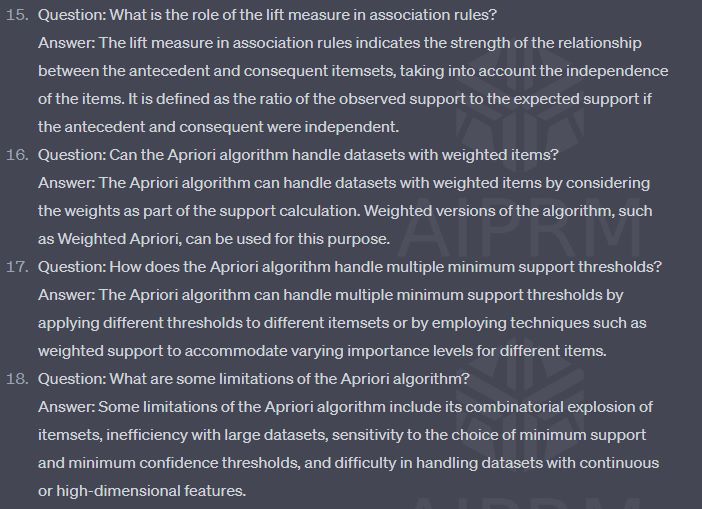 15. Question: What is the role of the lift measure in association rules?
Answer: The lift measure in association rules indicates the strength of the relationship
between the antecedent and consequent itemsets, taking into account the independence
of the items. It is defined as the ratio of the observed support to the expected support if
the antecedent and consequent were independent.
16. Question: Can the Apriori algorithm handle datasets with weighted items?
Answer: The Apriori algorithm can handle datasets with weighted items by considering
the weights as part of the support calculation. Weighted versions of the algorithm, such
as Weighted Apriori, can be used for this purpose.
AIPRM
17. Question: How does the Apriori algorithm handle multiple minimum support thresholds?
Answer: The Apriori algorithm can handle multiple minimum support thresholds by
applying different thresholds to different itemsets or by employing techniques such as
weighted support to accommodate varying importance levels for different items.
18. Question: What are some limitations of the Apriori algorithm?
Answer: Some limitations of the Apriori algorithm include its combinatorial explosion of
itemsets, inefficiency with large datasets, sensitivity to the choice of minimum support
and minimum confidence thresholds, and difficulty in handling datasets with continuous
or high-dimensional features.
AIPRM